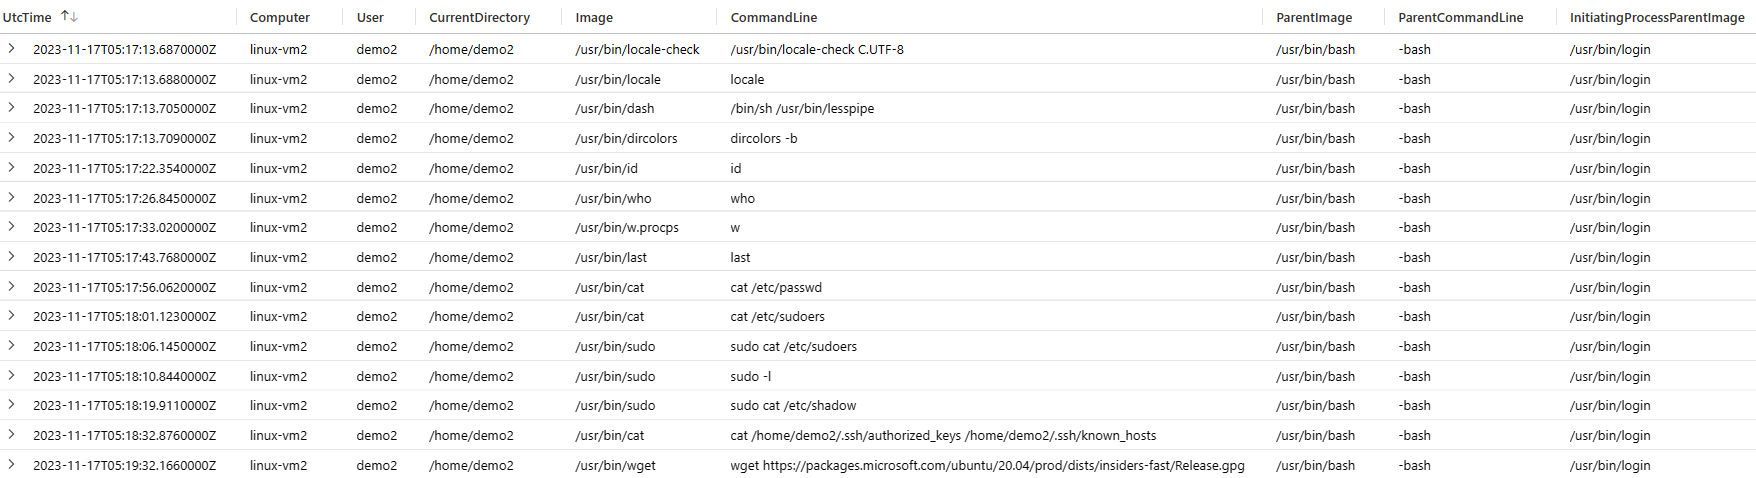 UtcTime Computer User CurrentDirectory Image CommandLine ParentImage ParentCommandLine InitiatingProcessParentImage
2023-11-17T05:17:13.6870000Z linux-vm2 demo2 /home/demo2 /usr/bin/locale-check /usr/bin/locale-check C.UTF-8 /usr/bin/bash -bash /usr/bin/login
2023-11-17T05:17:13.6880000Z linux-vm2 demo2 /home/demo2 /usr/bin/locale locale /usr/bin/bash -bash /usr/bin/login
2023-11-17T05:17:13.7050000Z linux-vm2 demo2 /home/demo2 /usr/bin/dash /bin/sh /usr/bin/lesspipe /usr/bin/bash -bash /usr/bin/login
2023-11-17T05:17:13.7090000Z linux-vm2 demo2 /home/demo2 /usr/bin/dircolors dircolors -b /usr/bin/bash -bash /usr/bin/login
2023-11-17T05:17:22.3540000Z linux-vm2 demo2 /home/demo2 /usr/bin/id id /usr/bin/bash -bash /usr/bin/login
2023-11-17T05:17:26.8450000Z linux-vm2 demo2 /home/demo2 /usr/bin/who who /usr/bin/bash -bash /usr/bin/login
2023-11-17T05:17:33.0200000Z linux-vm2 demo2 /home/demo2 /usr/bin/w.procps w /usr/bin/bash -bash /usr/bin/login
2023-11-17T05:17:43.7680000Z linux-vm2 demo2 /home/demo2 /usr/bin/last last /usr/bin/bash -bash /usr/bin/login
2023-11-17T05:17:56.0620000Z linux-vm2 demo2 /home/demo2 /usr/bin/cat cat /etc/passwd /usr/bin/bash -bash /usr/bin/login
2023-11-17T05:18:01.1230000Z linux-vm2 demo2 /home/demo2 /usr/bin/cat cat /etc/sudoers /usr/bin/bash -bash /usr/bin/login
2023-11-17T05:18:06.1450000Z linux-vm2 demo2 /home/demo2 /usr/bin/sudo sudo cat /etc/sudoers /usr/bin/bash -bash /usr/bin/login
2023-11-17T05:18:10.8440000Z linux-vm2 demo2 /home/demo2 /usr/bin/sudo sudo -l /usr/bin/bash -bash /usr/bin/login
2023-11-17T05:18:19.9110000Z linux-vm2 demo2 /home/demo2 /usr/bin/sudo sudo cat /etc/shadow /usr/bin/bash -bash /usr/bin/login
2023-11-17T05:18:32.8760000Z linux-vm2 demo2 /home/demo2 /usr/bin/cat cat /home/demo2/.ssh/authorized_keys /home/demo2/.ssh/known_hosts /usr/bin/bash -bash /usr/bin/login
2023-11-17T05:19:32.1660000Z linux-vm2 demo2 /home/demo2 /usr/bin/wget wget https://packages.microsoft.com/ubuntu/20.04/prod/dists/insiders-fast/Release.gpg /usr/bin/bash -bash /usr/bin/login